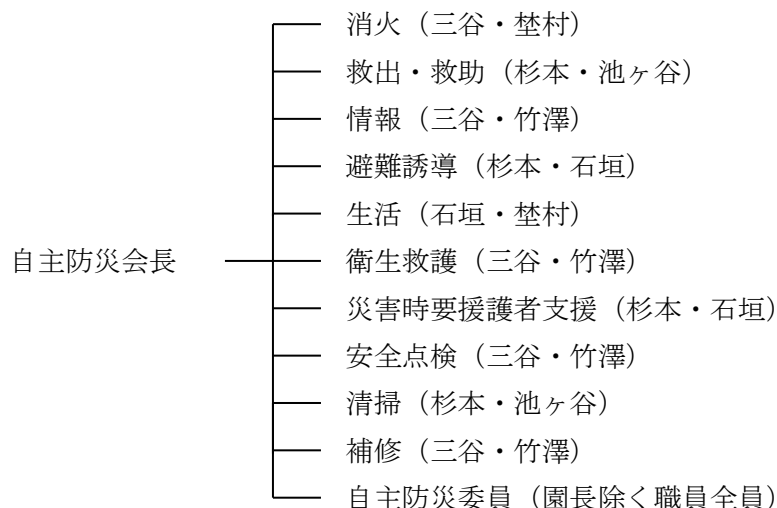 消火（三谷・埜村）
救出・救助（杉本・池ヶ谷）
情報（三谷・竹澤）
避難誘導（杉本・石垣）
生活（石垣・埜村）
自主防災会長
衛生救護（三谷・竹澤）
災害時要援護者支援（杉本・石垣）
安全点検（三谷・竹澤）
清掃（杉本・池ヶ谷）
補修（三谷・竹澤）
自主防災委員（園長除く職員全員）